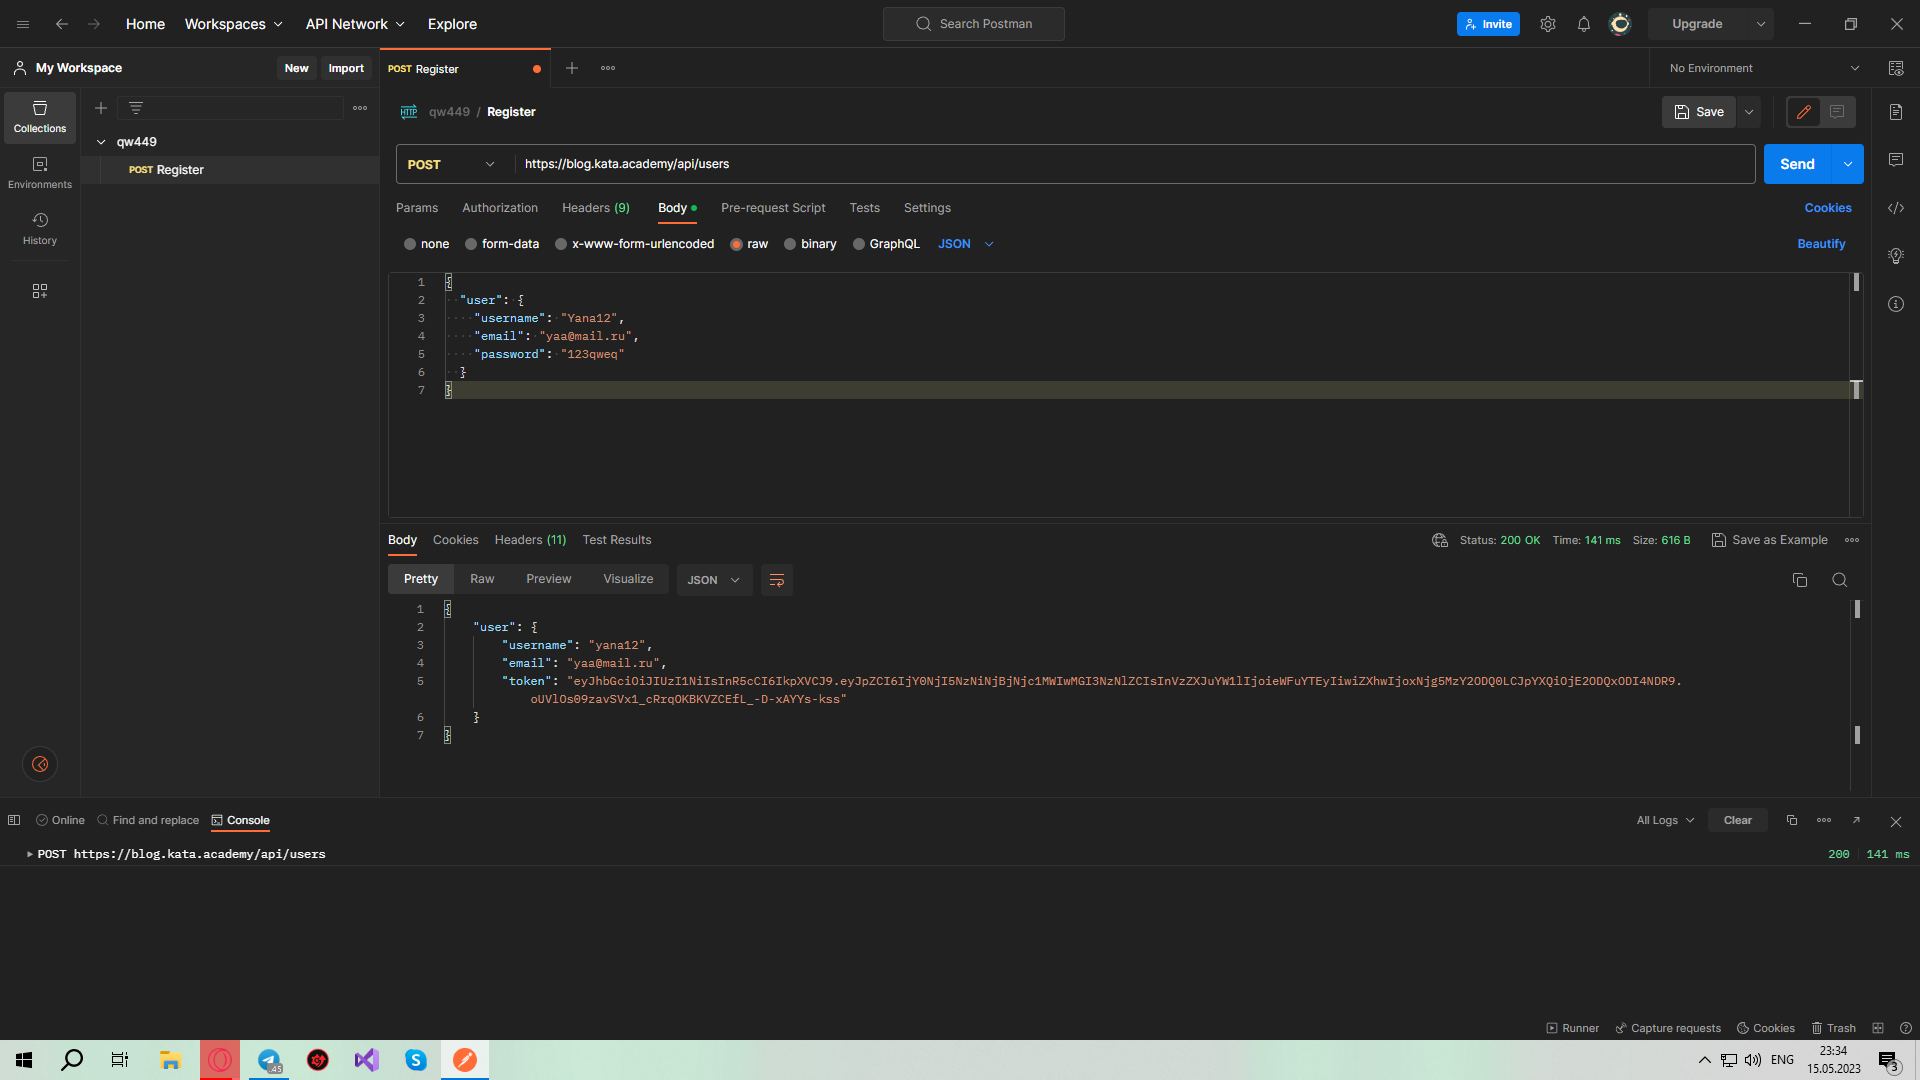 Home Workspaces API Network Explore Search Postman Invite Upgrade
My Workspace New Import POST Register No Environment
qw449 / Register Save
Collections
qw449
POST Register
POST https://blog.kata.academy/api/users Send
Environments
History
Params Authorization Headers (9) Body Pre-request Script Tests Settings Cookies
none form-data x-www-form-urlencoded raw binary GraphQL JSON Beautify
1 {
2 "user": {
3 "username": "Yana12",
4 "email": "yaa@mail.ru",
5 "password": "123qweq"
6 }
7 }
Body Cookies Headers (11) Test Results Status: 200 OK Time: 141 ms Size: 616 B Save as Example
Pretty Raw Preview Visualize JSON
1 {
2 "user": {
3 "username": "yana12",
4 "email": "yaa@mail.ru",
5 "token": "eyJhbGciOiJIUzI1NiIsInR5cCI6IkpXVCJ9.eyJpZCI6IjY0NjI5NzNiNjBjNjc1MWIwMGI3NzNlZCIsInVzZXJuYW1lIjoieWFuYTEyIiwiZXhwIjoxNjg5MzY2ODQ0LCJpYXQiOjE2ODQxODI4NDR9.
oUVlOs09zavSVx1_cRrqOKBKVZCEfL_-D-xAYYs-kss"
6 }
7 }
Online Find and replace Console All Logs Clear
POST https://blog.kata.academy/api/users 200 141 ms
Runner Capture requests Cookies Trash
45 ENG 23:34
15.05.2023 3